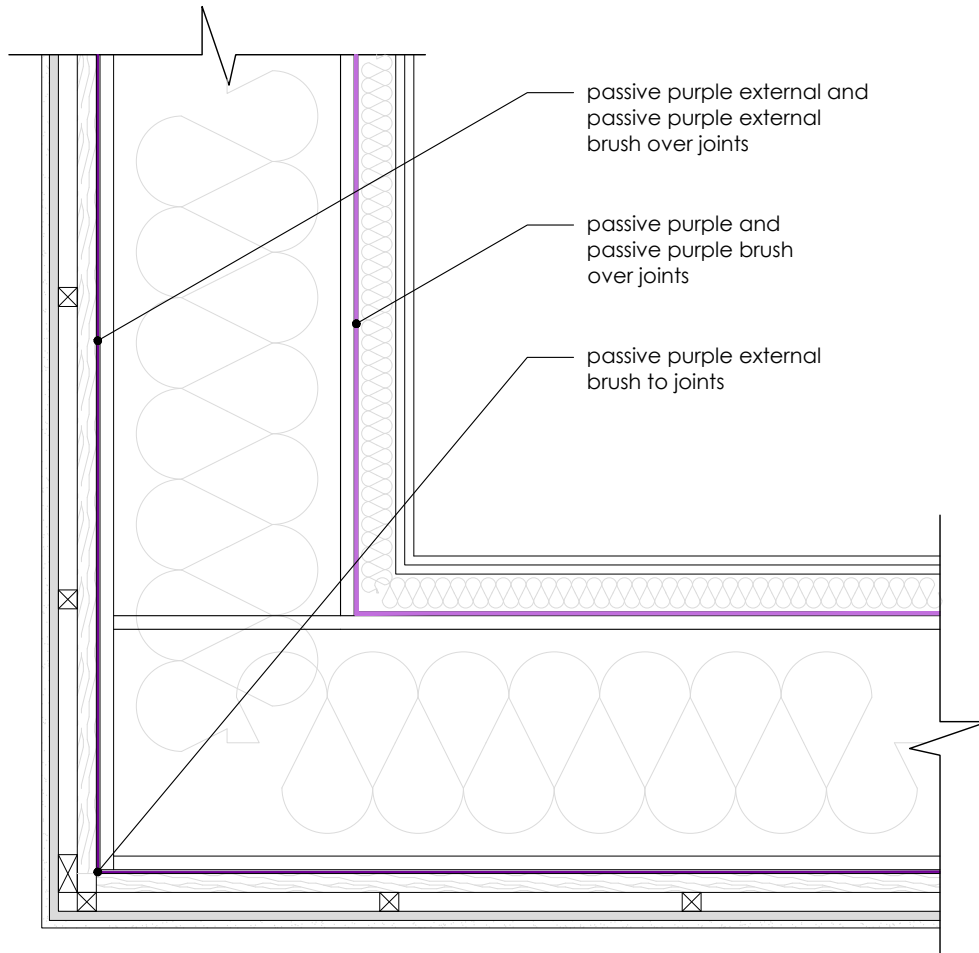 passive purple external and
passive purple external
brush over joints
passive purple and
passive purple brush
over joints
passive purple external
brush to joints